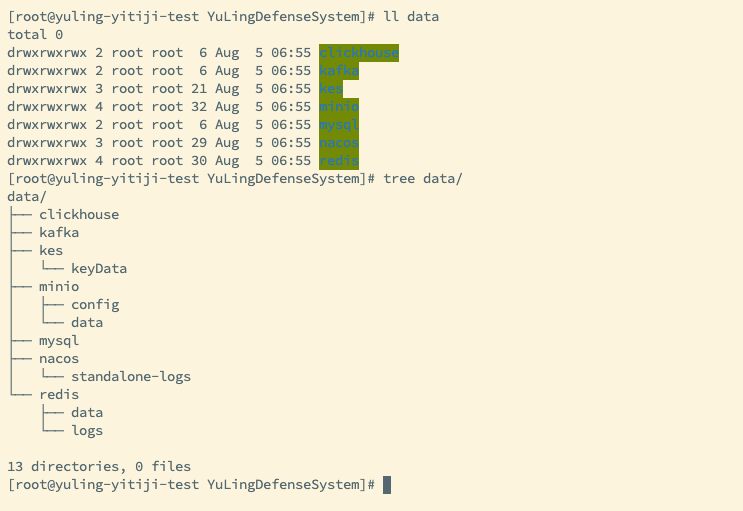 [root@yuling-yitiji-test YuLingDefenseSystem]# ll data
total 0
drwxrwxrwx 2 root root  6 Aug  5 06:55 clickhouse
drwxrwxrwx 2 root root  6 Aug  5 06:55 kafka
drwxrwxrwx 3 root root 21 Aug  5 06:55 kes
drwxrwxrwx 4 root root 32 Aug  5 06:55 minio
drwxrwxrwx 2 root root  6 Aug  5 06:55 mysql
drwxrwxrwx 3 root root 29 Aug  5 06:55 nacos
drwxrwxrwx 4 root root 30 Aug  5 06:55 redis
[root@yuling-yitiji-test YuLingDefenseSystem]# tree data/
data/
├── clickhouse
├── kafka
├── kes
│   └── keyData
├── minio
│   ├── config
│   └── data
├── mysql
├── nacos
│   └── standalone-logs
└── redis
    ├── data
    └── logs

13 directories, 0 files
[root@yuling-yitiji-test YuLingDefenseSystem]#